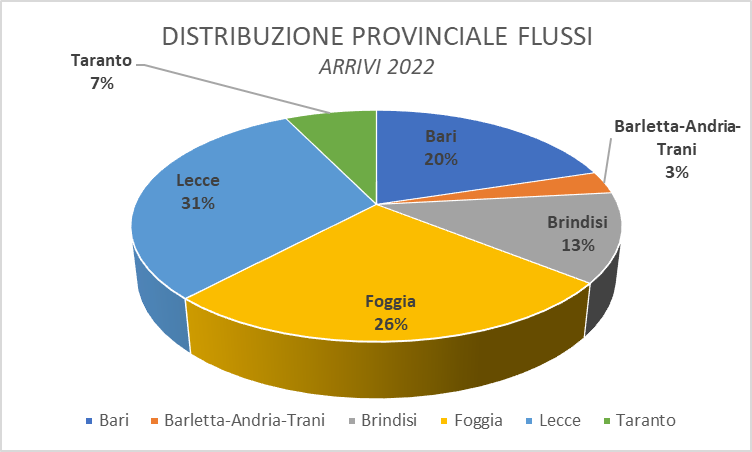 DISTRIBUZIONE PROVINCIALE FLUSSI
ARRIVI 2022
Taranto
7%
Bari
20%
Barletta-Andria-
Trani
3%
Lecce
31%
Brindisi
13%
Foggia
26%
Bari Barletta-Andria-Trani Brindisi Foggia Lecce Taranto